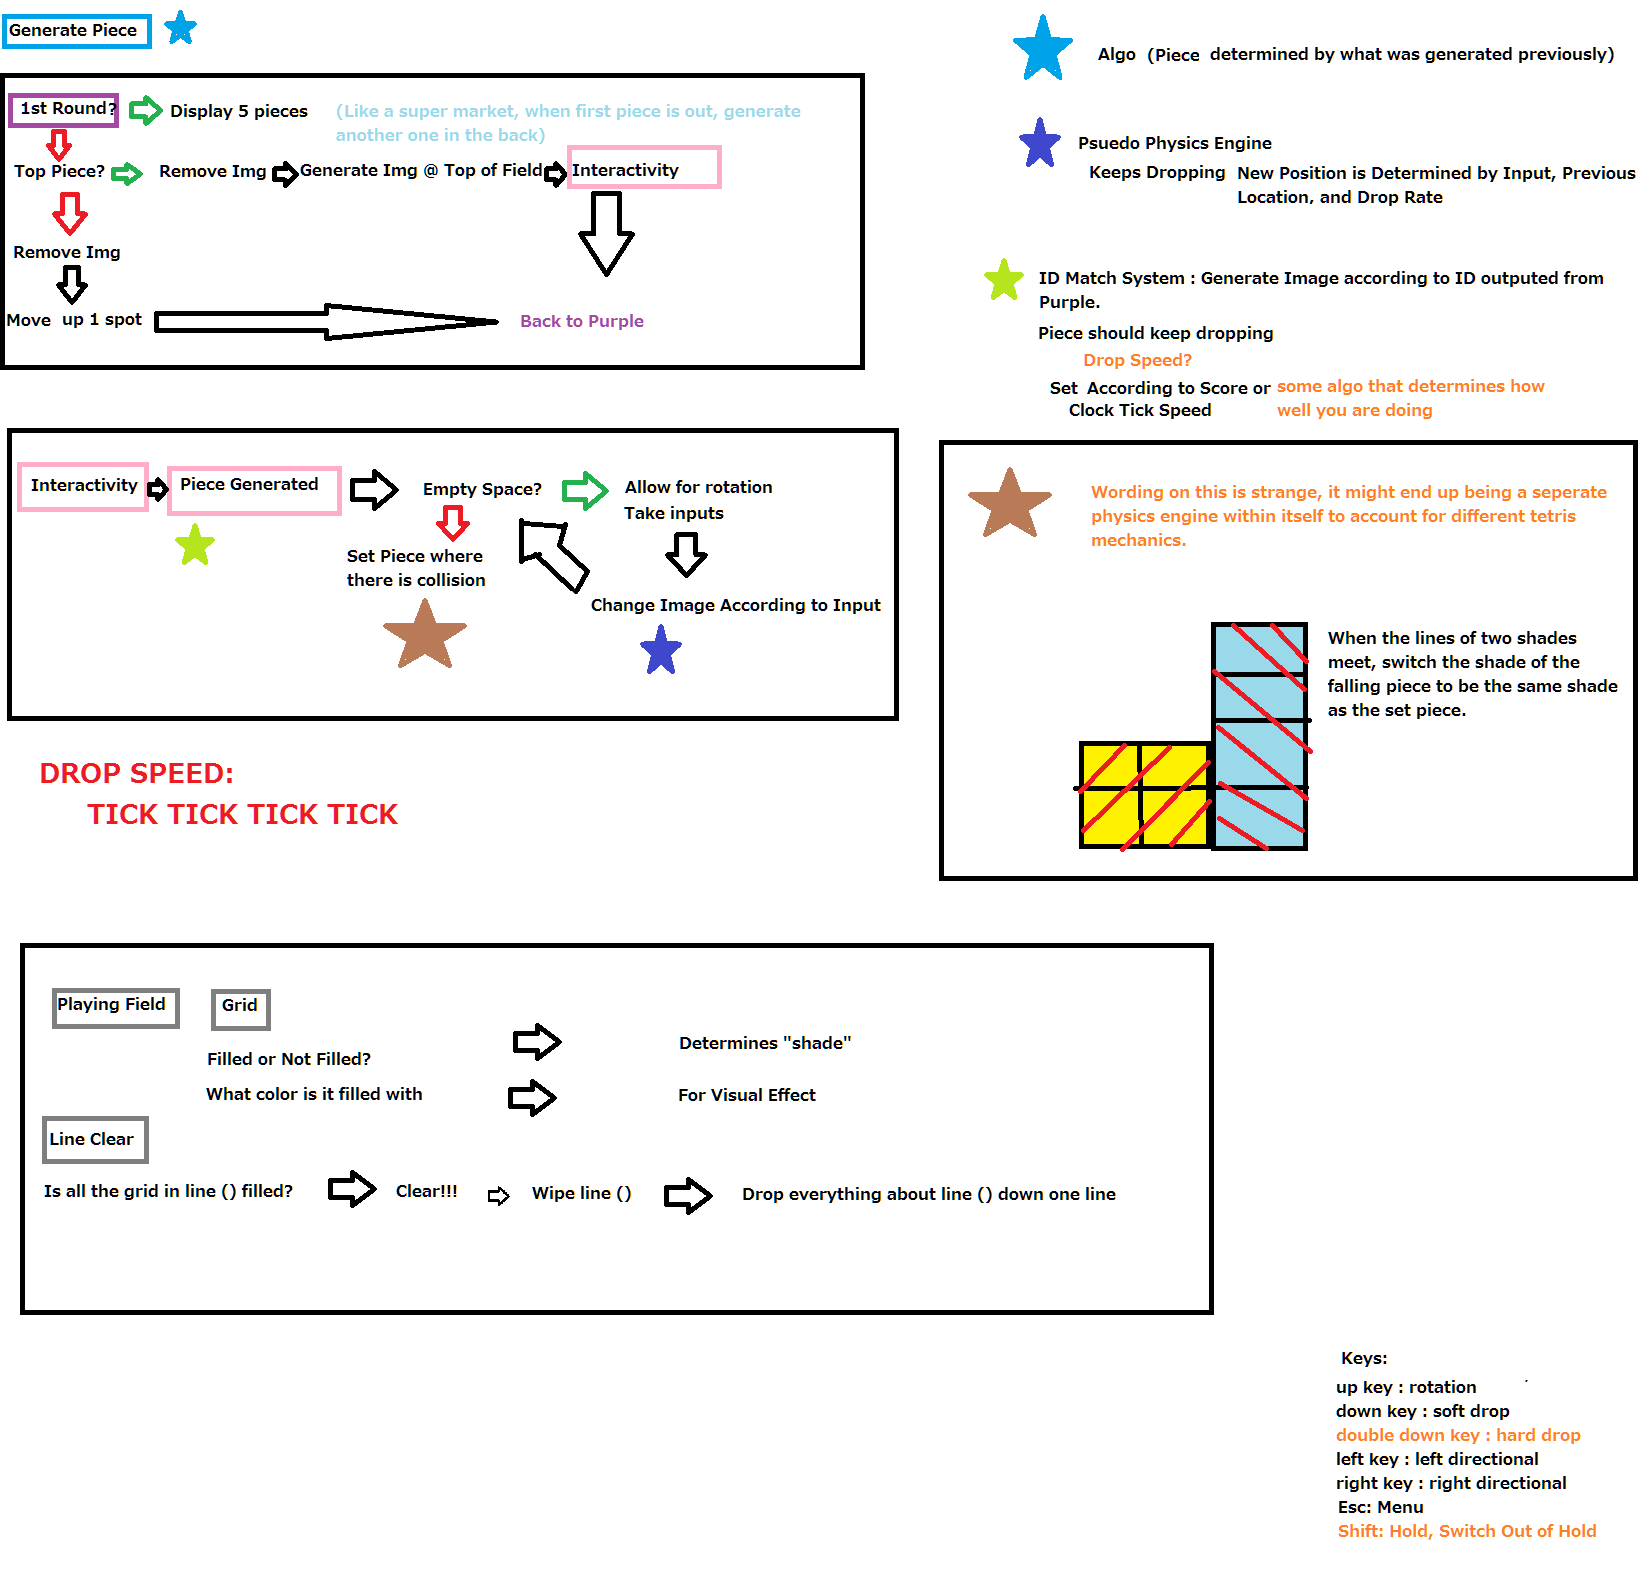 Generate Piece
1st Round?
Display 5 pieces
(Like a super market, when first piece is out, generate
another one in the back)
Top Piece?
Remove Img
Generate Img @ Top of Field
Interactivity
Remove Img
Move up 1 spot
Back to Purple
Algo (Piece determined by what was generated previously)
Psuedo Physics Engine
Keeps Dropping New Position is Determined by Input, Previous
Location, and Drop Rate
ID Match System : Generate Image according to ID outputed from
Purple.
Piece should keep dropping
Drop Speed?
Set According to Score or some algo that determines how
Clock Tick Speed well you are doing
Interactivity
Piece Generated
Empty Space?
Allow for rotation
Take inputs
Set Piece where
there is collision
Change Image According to Input
Wording on this is strange, it might end up being a seperate
physics engine within itself to account for different tetris
mechanics.
When the lines of two shades
meet, switch the shade of the
falling piece to be the same shade
as the set piece.
DROP SPEED:
TICK TICK TICK TICK
Playing Field
Grid
Filled or Not Filled?
Determines "shade"
What color is it filled with
For Visual Effect
Line Clear
Is all the grid in line () filled?
Clear!!!
Wipe line ()
Drop everything about line () down one line
Keys:
up key : rotation
down key : soft drop
double down key : hard drop
left key : left directional
right key : right directional
Esc: Menu
Shift: Hold, Switch Out of Hold